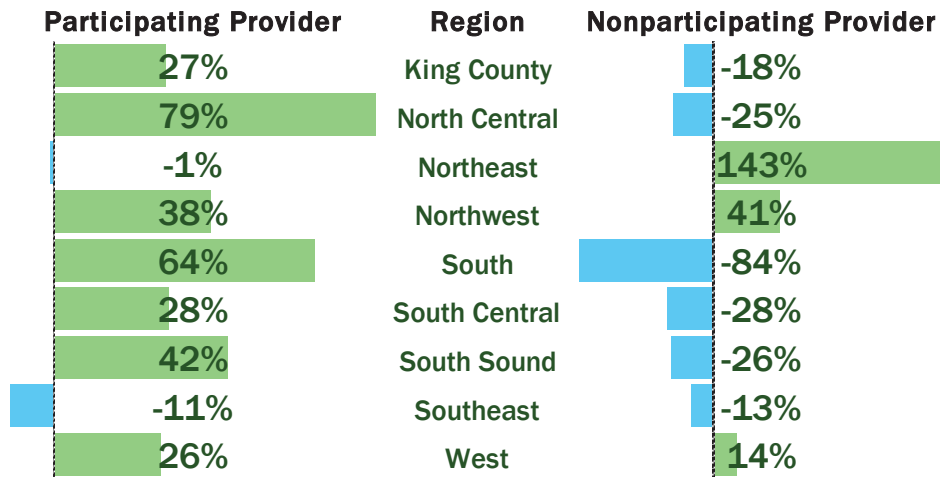 Participating Provider Region Nonparticipating Provider
27% King County -18%
79% North Central -25%
-1% Northeast 143%
38% Northwest 41%
64% South -84%
28% South Central -28%
42% South Sound -26%
-11% Southeast -13%
26% West 14%